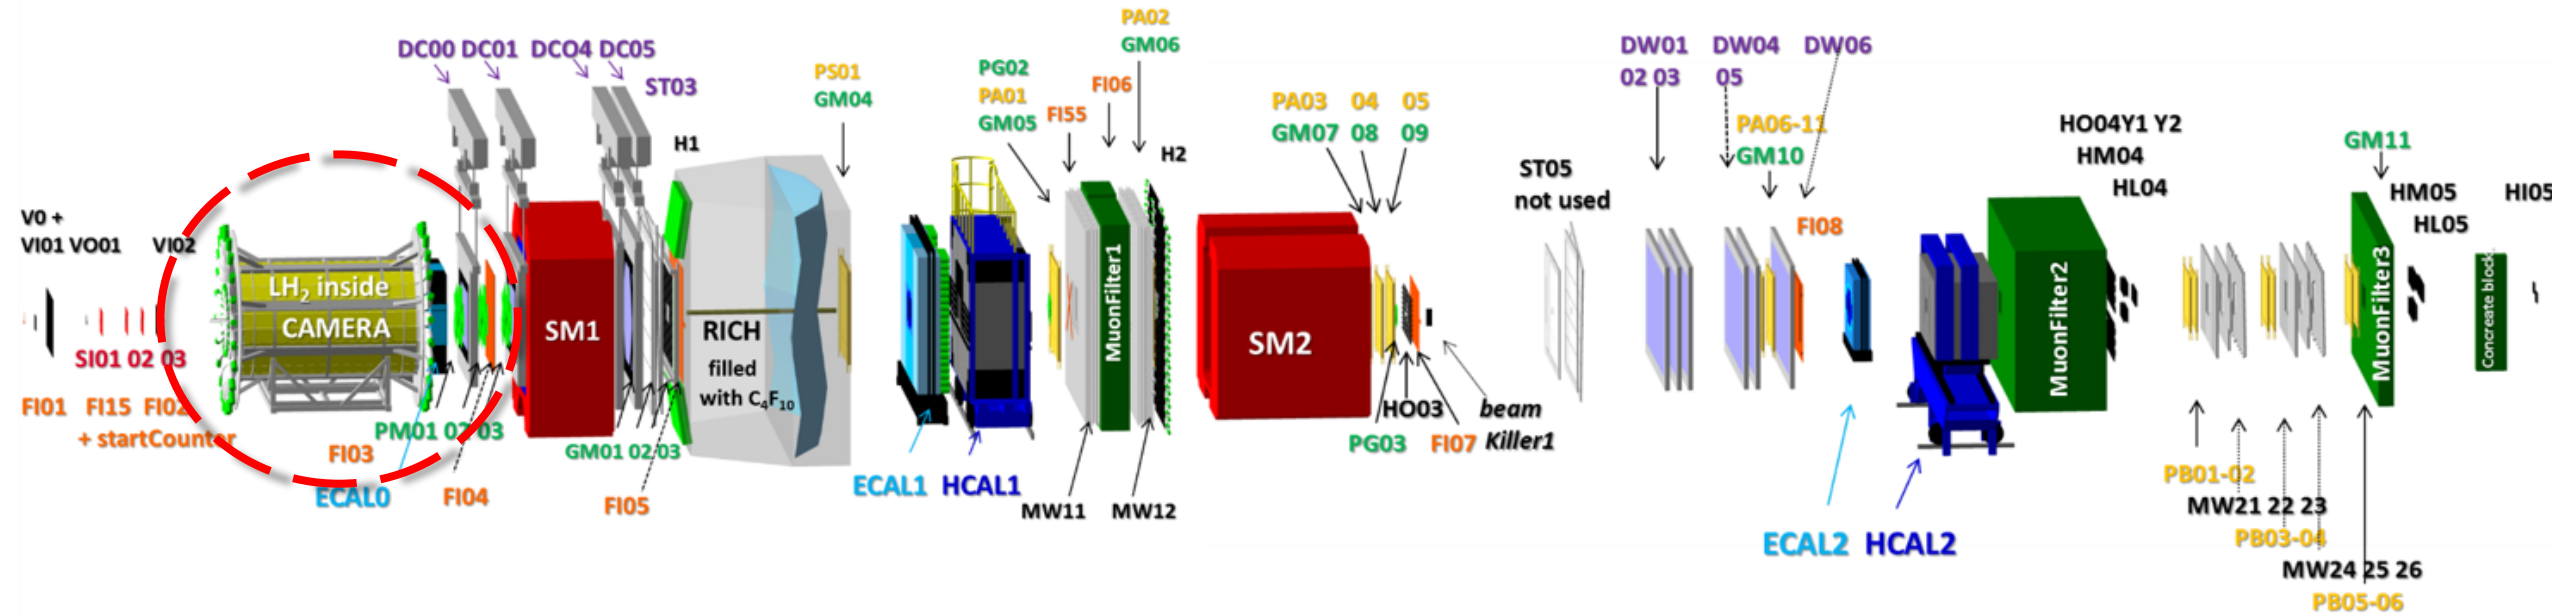 DC00 DC01 DCO4 DC05
ST03
H1
V0 +
VI01 VO01 VI02
LH₂ inside
CAMERA
SI01 02 03
FI01 FI15 FI02
+ startCounter
PM01 02 03
FI03
ECAL0
FI04
SM1
GM01 02 03
FI05
RICH
filled
with C₄F₁₀
PS01
GM04
ECAL1 HCAL1
PG02
PA01
GM05
FI55
FI06
PA02
GM06
H2
MuonFilter1
MW11 MW12
SM2
PA03 04 05
GM07 08 09
HO03
PG03 FI07
beam
Killer1
ST05
not used
DW01 DW04 DW06
02 03 05
PA06-11
GM10
FI08
ECAL2 HCAL2
MuonFilter2
HO04Y1 Y2
HM04
HL04
GM11
HM05
HL05
HI05
MuonFilter3
Concreate block
PB01-02
MW21 22 23
PB03-04
MW24 25 26
PB05-06